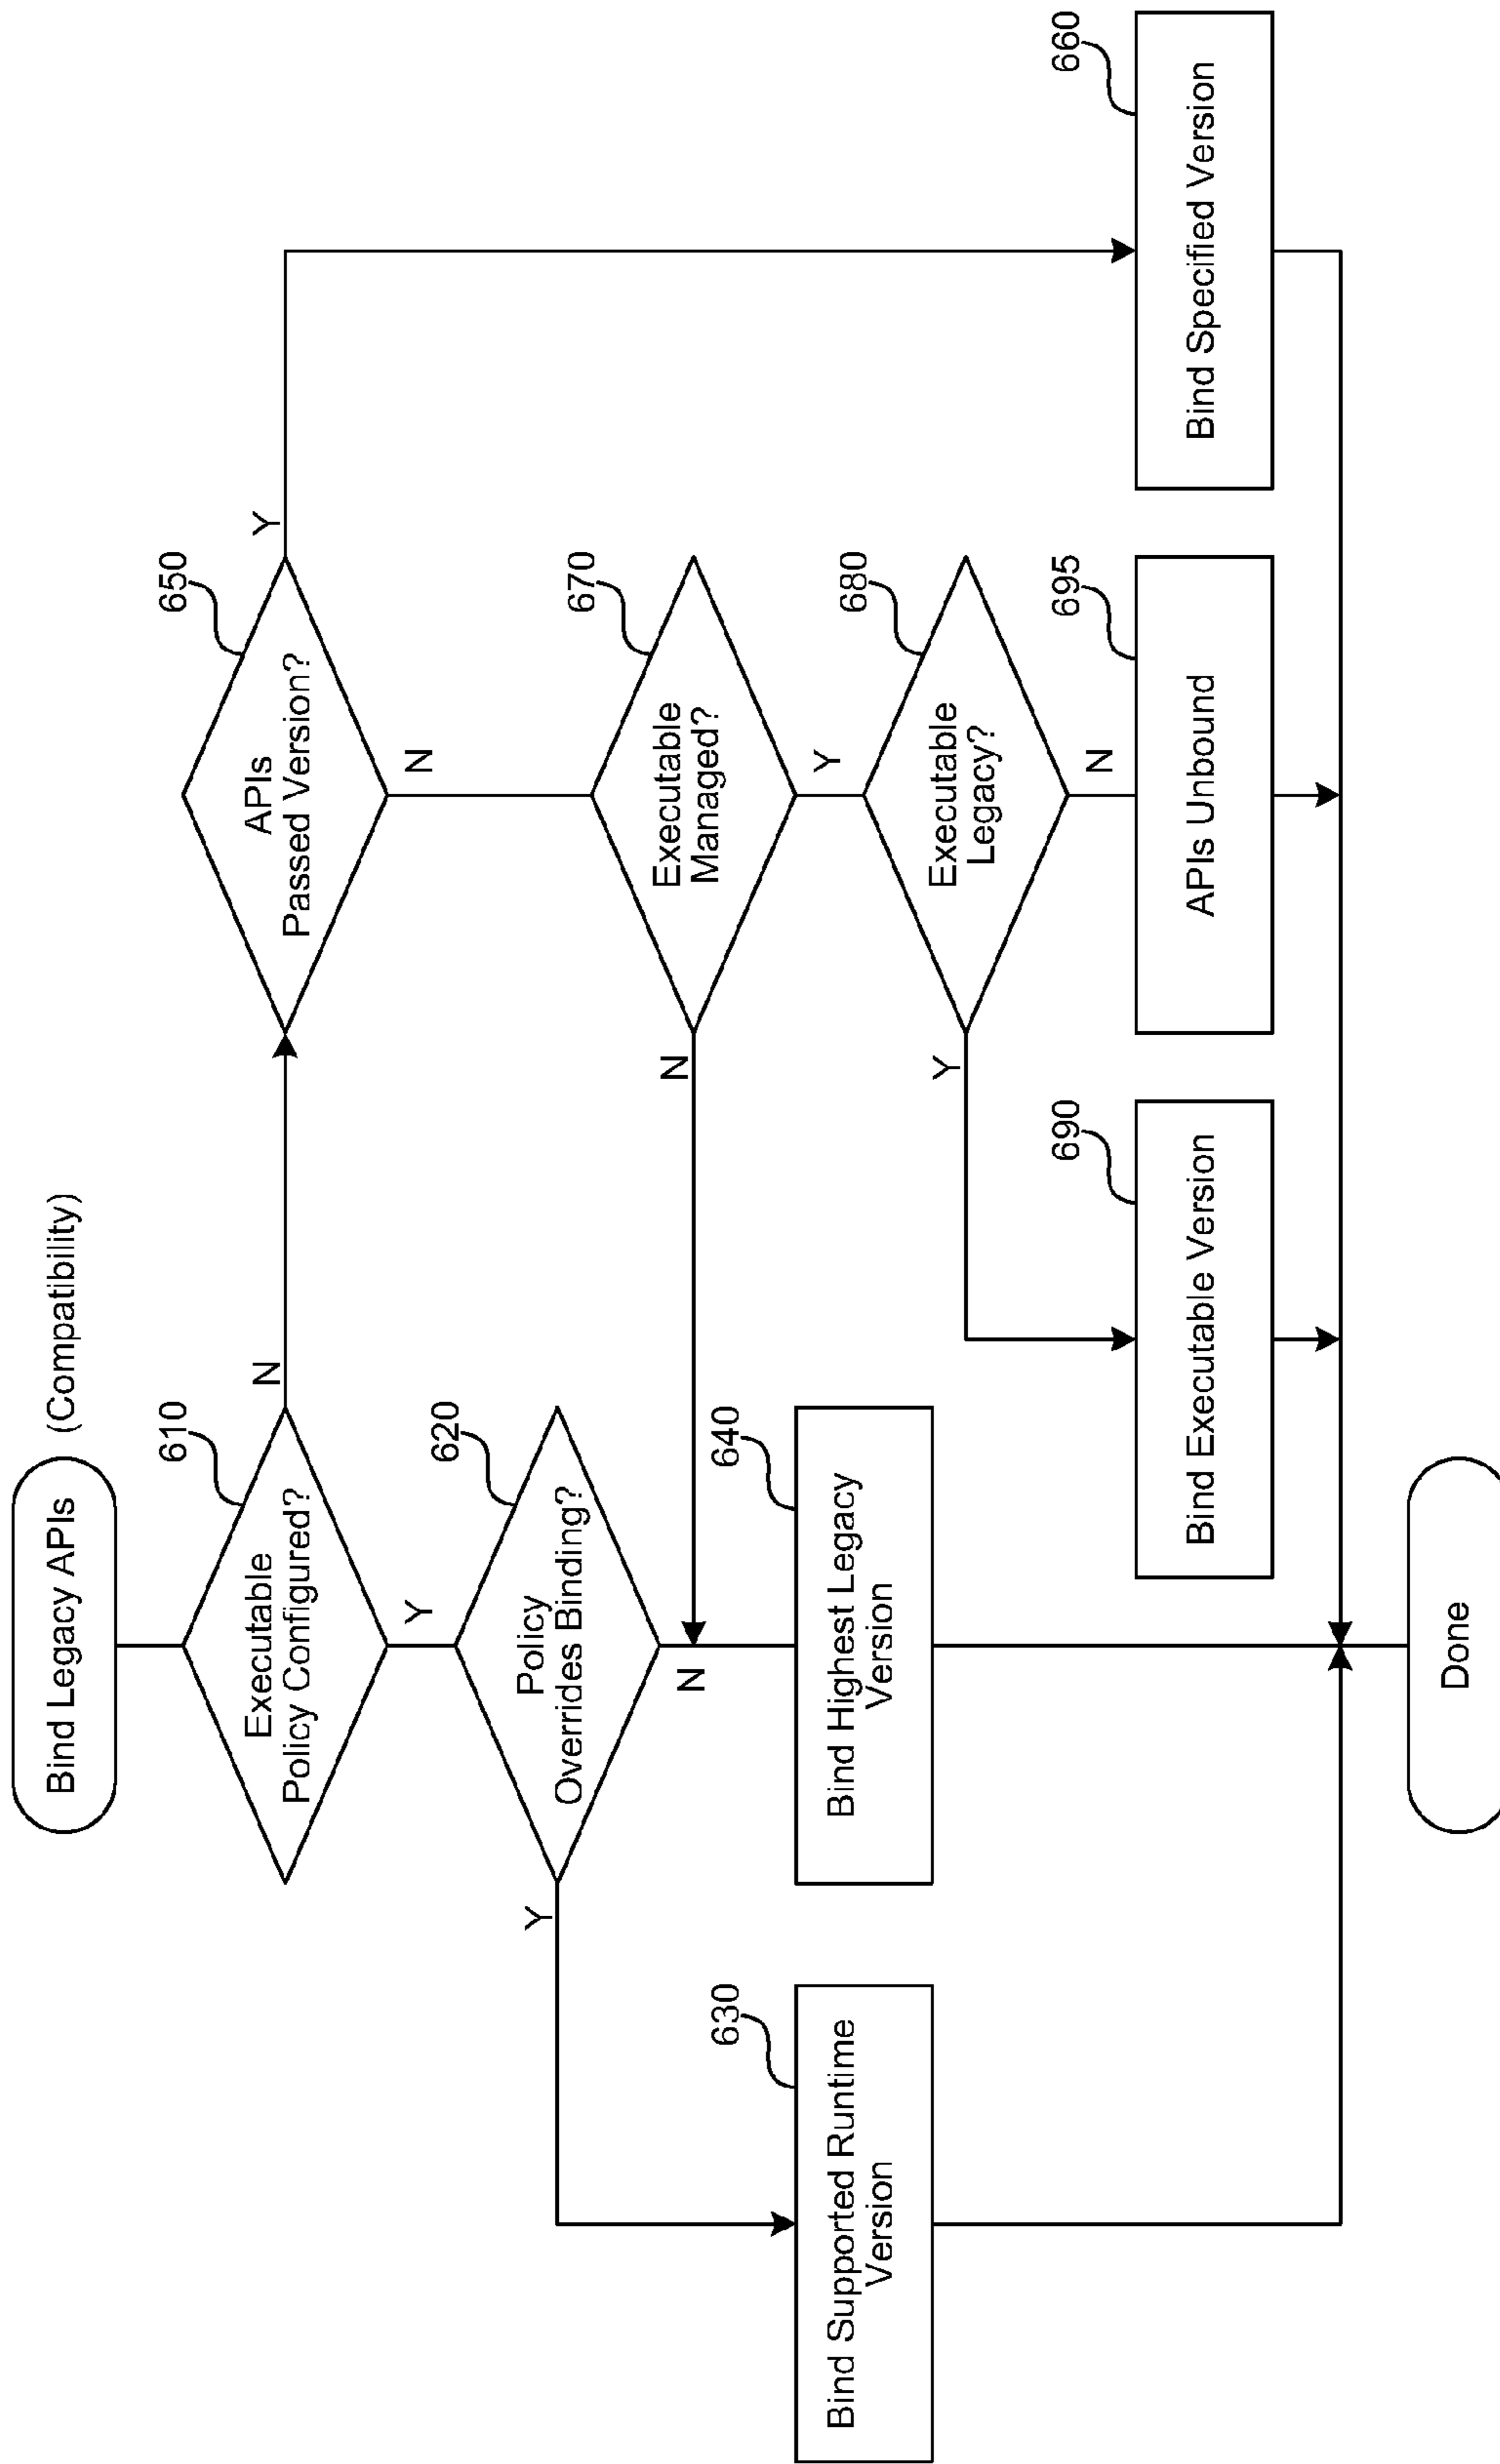 Bind Legacy APIs
(Compatibility)
610
Executable
Policy Configured?
N
Y
650
APIs
Passed Version?
Y
N
620
Policy
Overrides Binding?
Y
N
670
Executable
Managed?
N
Y
630
Bind Supported Runtime
Version
640
Bind Highest Legacy
Version
680
Executable
Legacy?
Y
N
690
Bind Executable Version
695
APIs Unbound
660
Bind Specified Version
Done